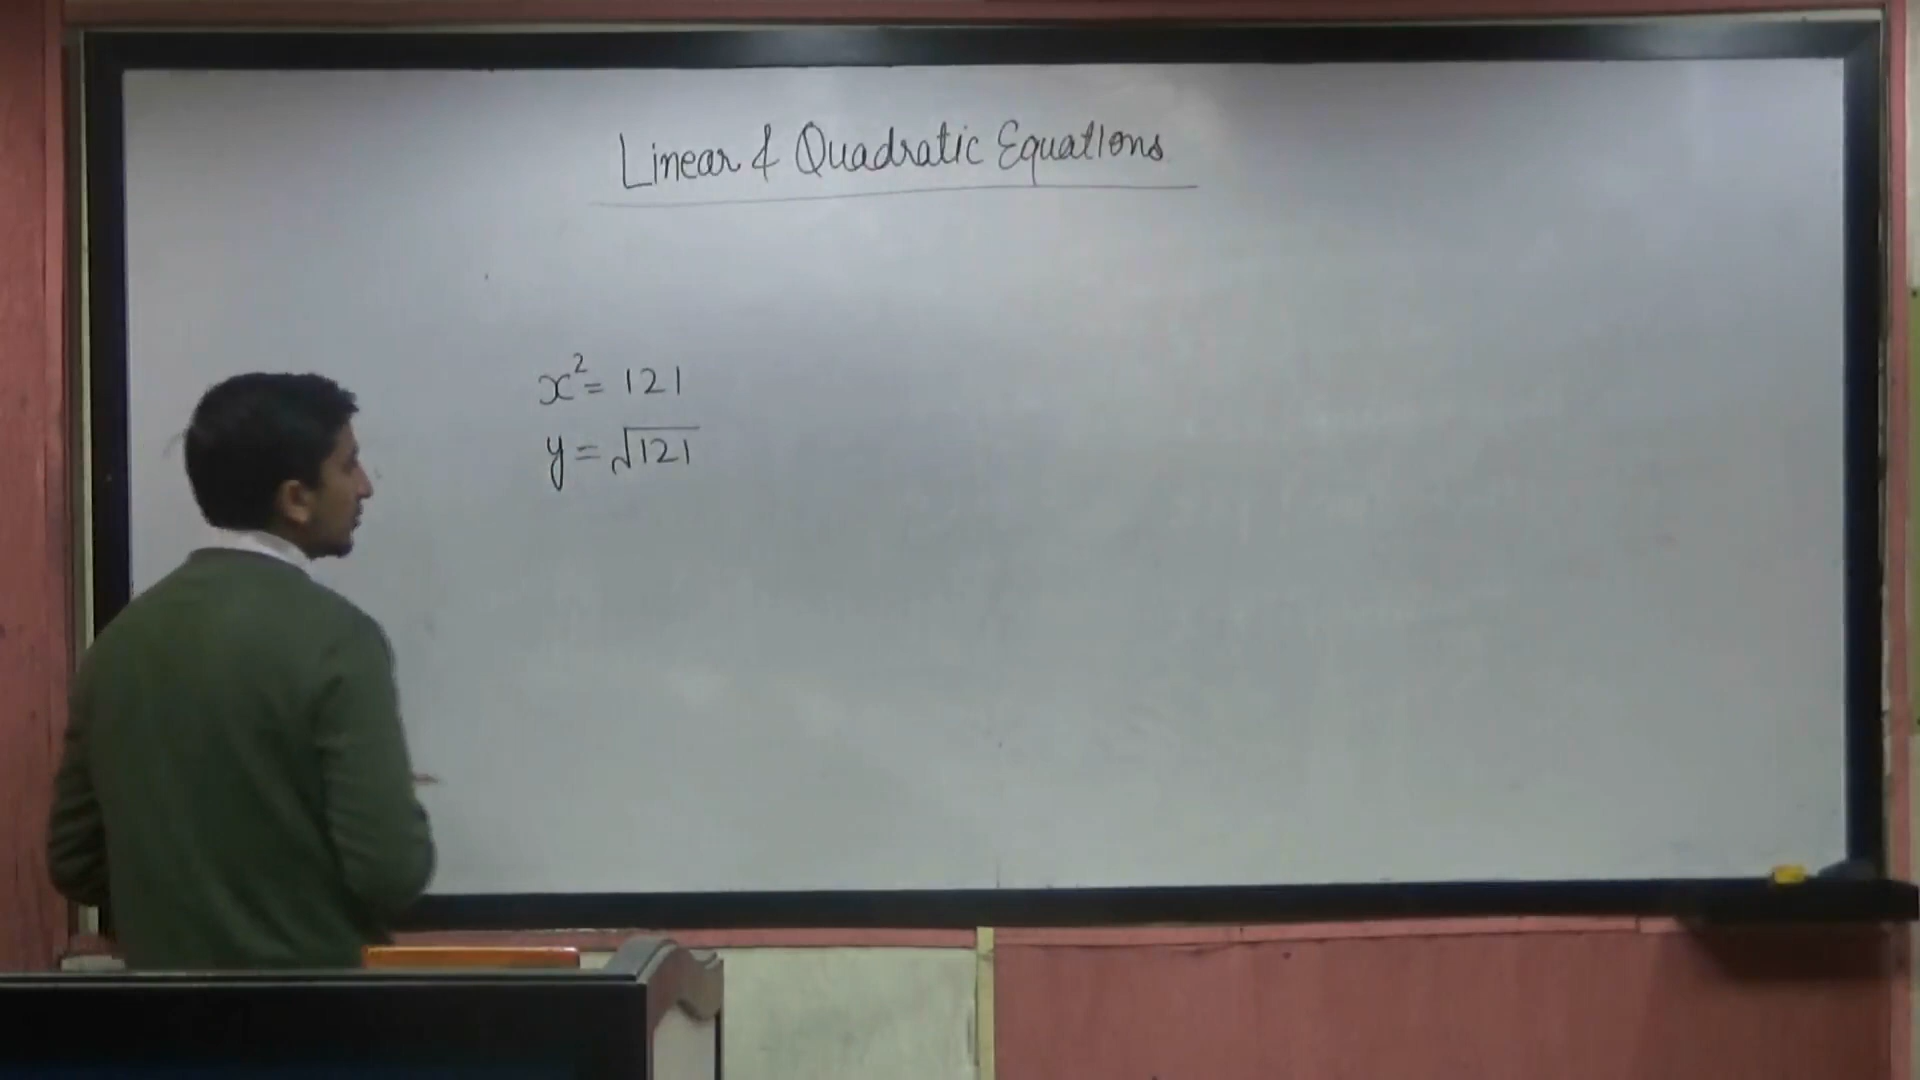 Linear & Quadratic Equations
x² = 121
y = √121